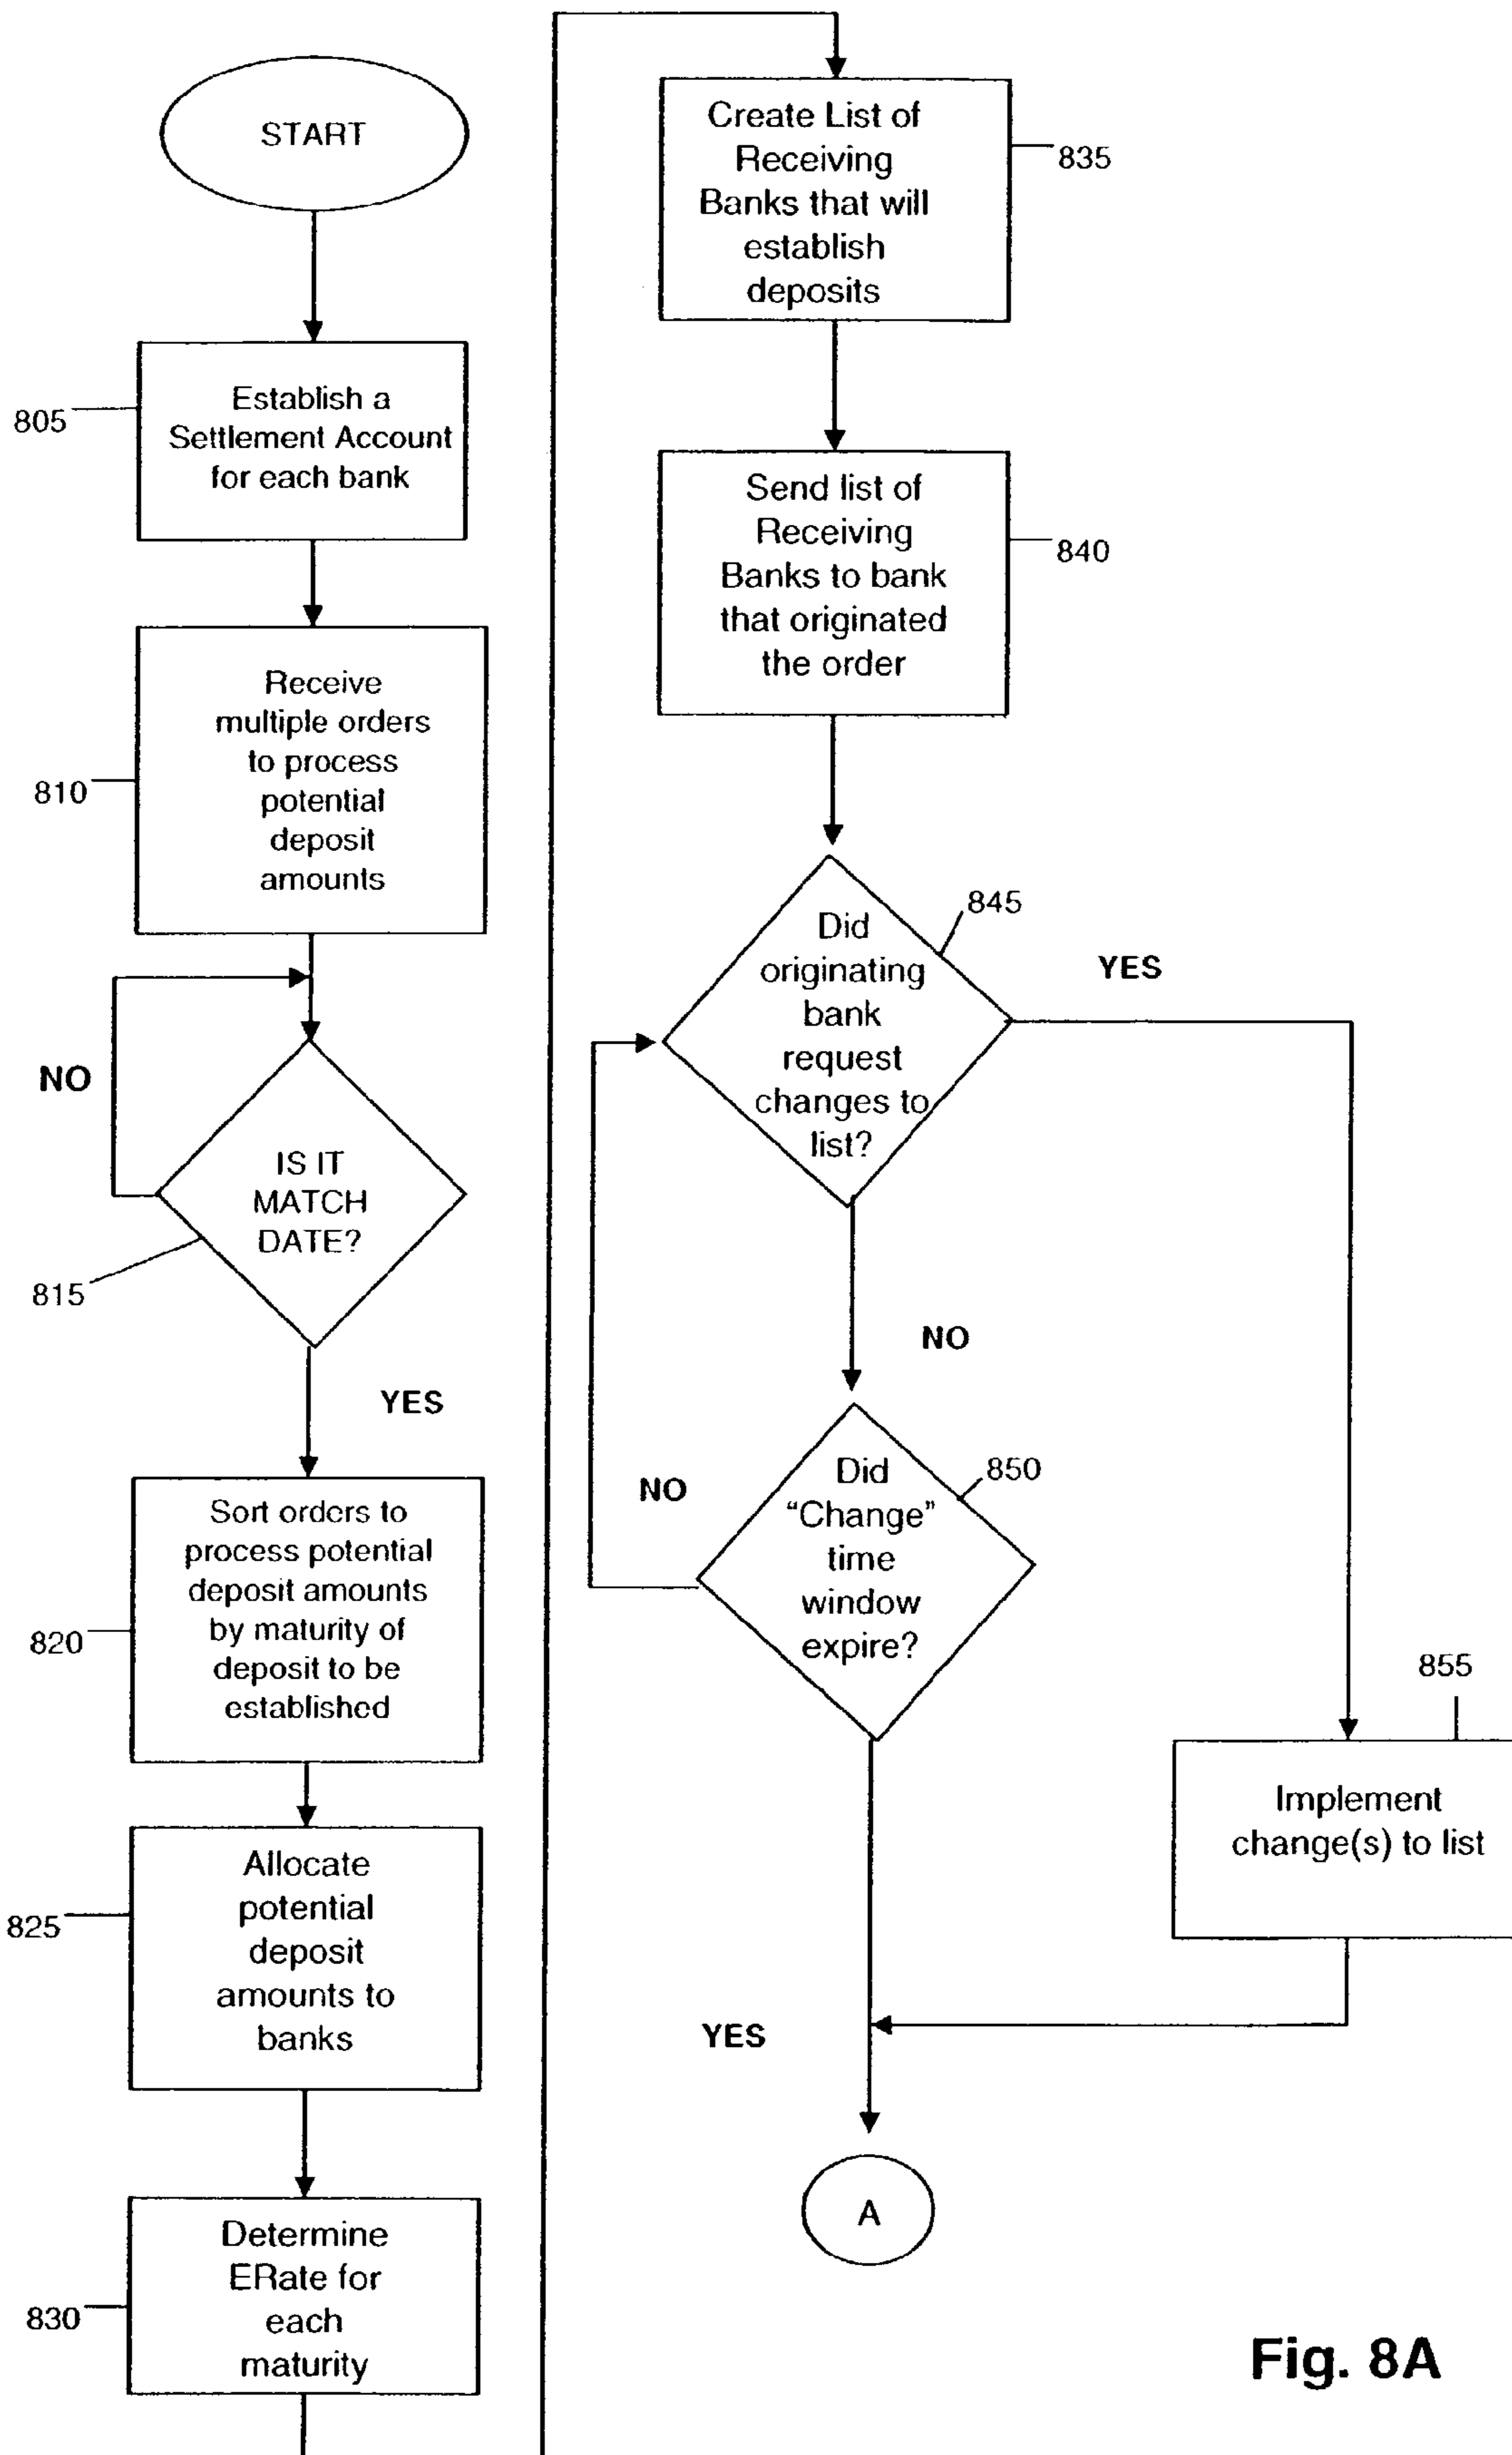 START
805
Establish a
Settlement Account
for each bank
810
Receive
multiple orders
to process
potential
deposit
amounts
NO
IS IT
MATCH
DATE?
815
YES
820
Sort orders to
process potential
deposit amounts
by maturity of
deposit to be
established
825
Allocate
potential
deposit
amounts to
banks
830
Determine
ERate for
each
maturity
Create List of
Receiving
Banks that will
establish
deposits
835
Send list of
Receiving
Banks to bank
that originated
the order
840
Did
originating
bank
request
changes to
list?
845
YES
NO
Did
“Change”
time
window
expire?
850
NO
855
Implement
change(s) to list
YES
A
Fig. 8A